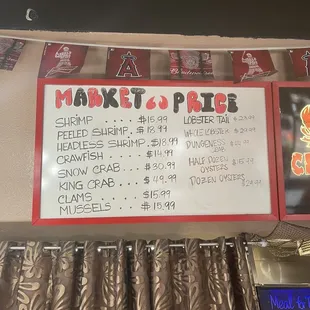 MARKET PRICE
SHRIMP . . . . $15.99
PEELED SHRIMP . $18.99
HEADLESS SHRIMP . $18.99
CRAWFISH . . . . $14.99
SNOW CRAB . . . $30.99
KING CRAB . . . $49.99
CLAMS . . . . $15.99
MUSSELS . . . . $15.99
LOBSTER TAIL
WHOLE LOBSTER
DUNGENESS
HALF DOZEN
OYSTERS
DOZEN OYSTERS
A